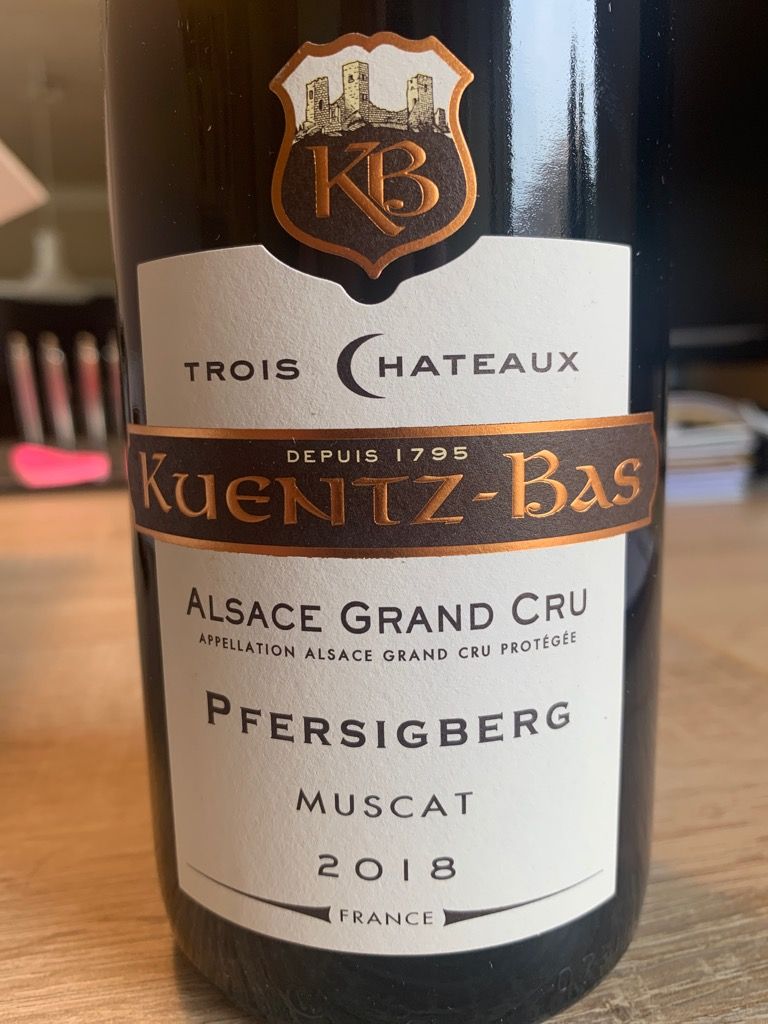 KB
TROIS CHATEAUX
DEPUIS 1795
KUENTZ-BAS
ALSACE GRAND CRU
APPELLATION ALSACE GRAND CRU PROTÉGÉE
PFERSIGBERG
MUSCAT
2018
FRANCE